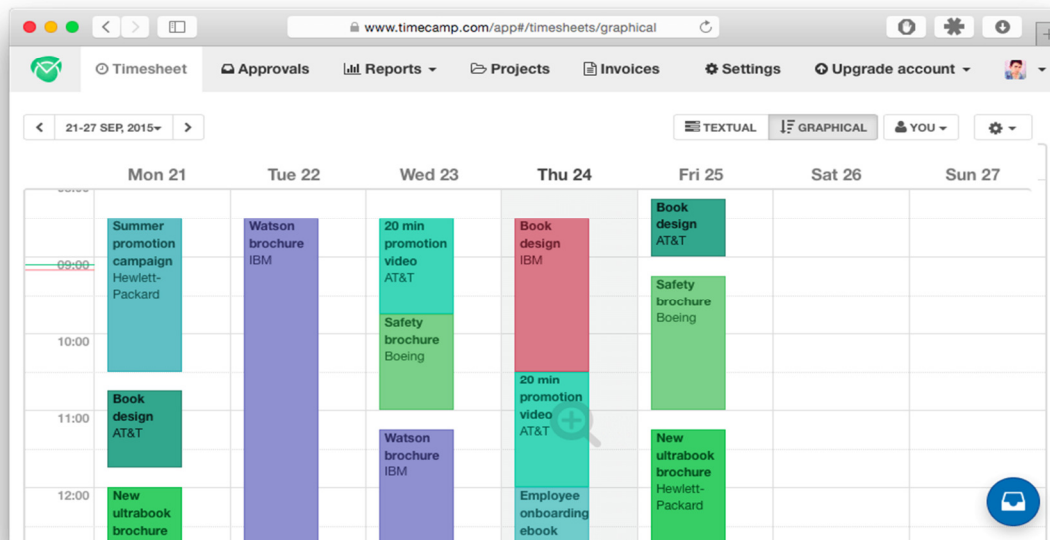 www.timecamp.com/app#/timesheets/graphical
Timesheet
Approvals
Reports
Projects
Invoices
Settings
Upgrade account
21-27 SEP, 2015
TEXTUAL
GRAPHICAL
YOU
Mon 21
Tue 22
Wed 23
Thu 24
Fri 25
Sat 26
Sun 27
09:00
10:00
11:00
12:00
Summer
promotion
campaign
Hewlett-
Packard
Book
design
AT&T
New
ultrabook
brochure
Watson
brochure
IBM
20 min
promotion
video
AT&T
Safety
brochure
Boeing
Watson
brochure
IBM
Book
design
IBM
20 min
promotion
video
AT&T
Employee
onboarding
ebook
Book
design
AT&T
Safety
brochure
Boeing
New
ultrabook
brochure
Hewlett-
Packard